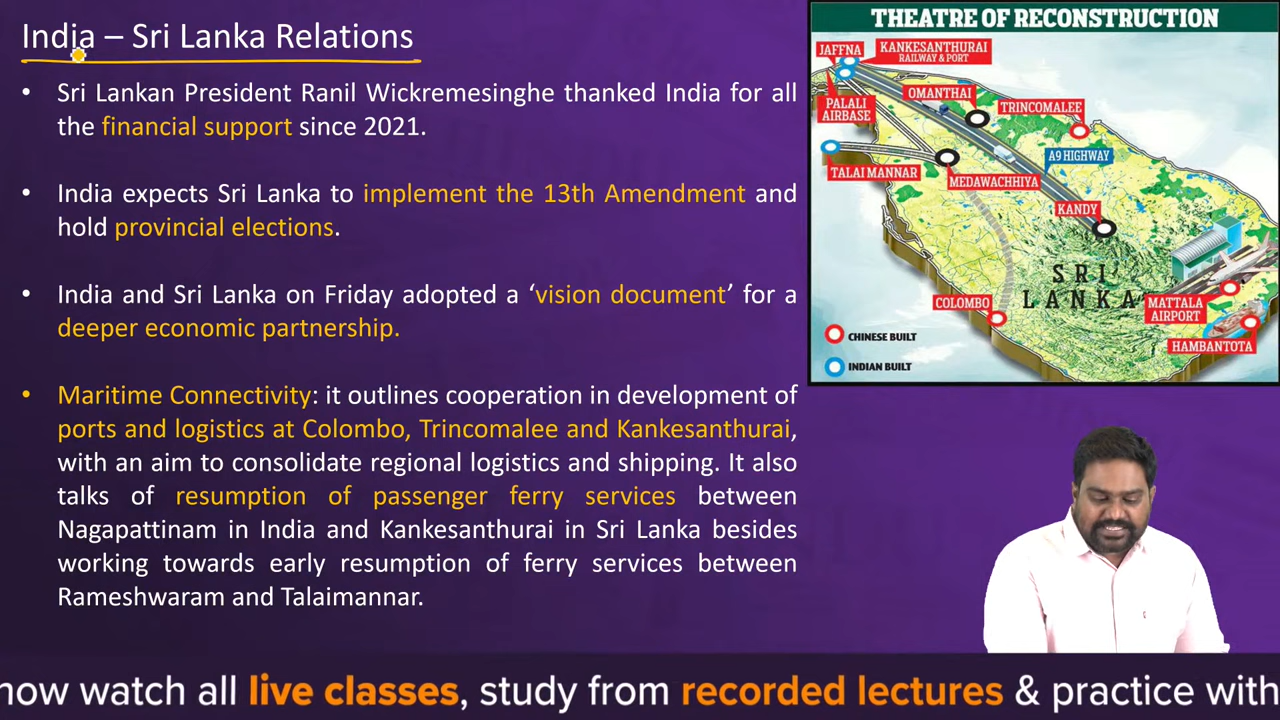 India – Sri Lanka Relations
• Sri Lankan President Ranil Wickremesinghe thanked India for all
the financial support since 2021.
• India expects Sri Lanka to implement the 13th Amendment and
hold provincial elections.
• India and Sri Lanka on Friday adopted a ‘vision document’ for a
deeper economic partnership.
• Maritime Connectivity: it outlines cooperation in development of
ports and logistics at Colombo, Trincomalee and Kankesanthurai,
with an aim to consolidate regional logistics and shipping. It also
talks of resumption of passenger ferry services between
Nagapattinam in India and Kankesanthurai in Sri Lanka besides
working towards early resumption of ferry services between
Rameshwaram and Talaimannar.
THEATRE OF RECONSTRUCTION
JAFFNA
KANKESANTHURAI
RAILWAY & PORT
OMANTHAI
TRINCOMALEE
PALALI
AIRBASE
A9 HIGHWAY
TALAI MANNAR
MEDAWACHHIYA
KANDY
SRI
LANKA
COLOMBO
MATTALA
AIRPORT
HAMBANTOTA
CHINESE BUILT
INDIAN BUILT
now watch all live classes, study from recorded lectures & practice with